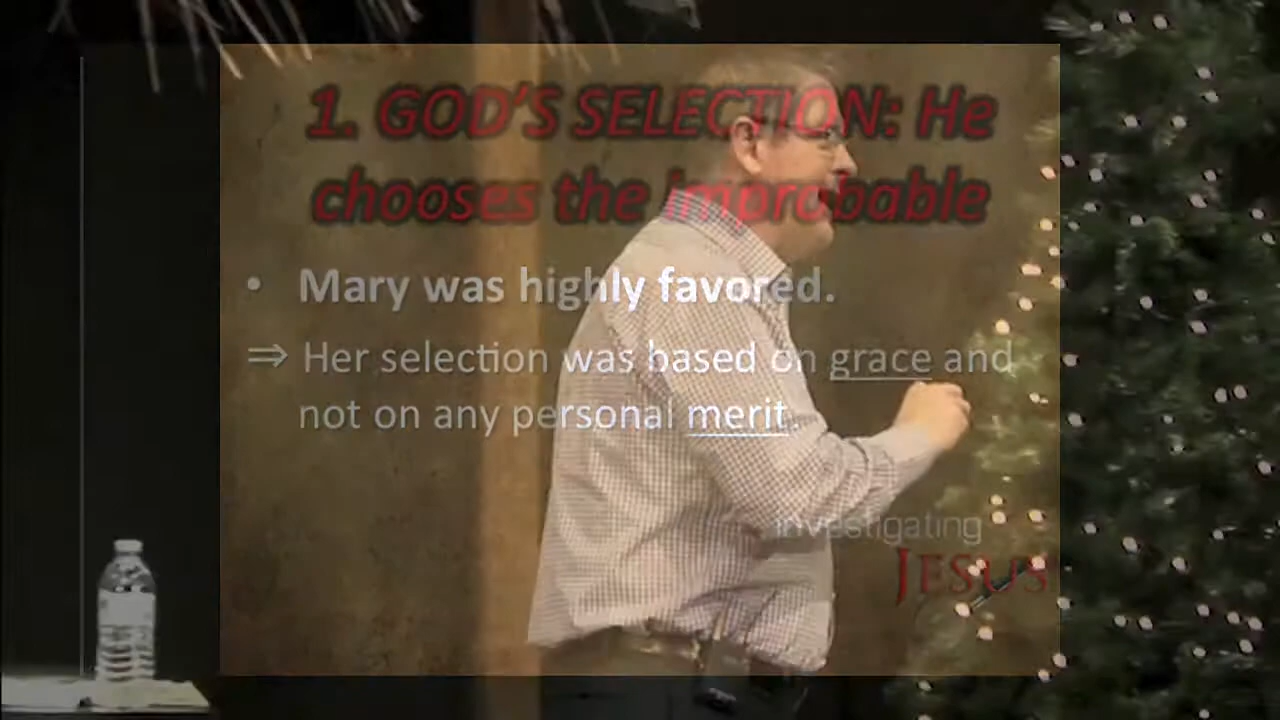 1. GOD'S SELECTION: He
chooses the improbable
• Mary was highly favored.
⇒ Her selection was based on grace and
not on any personal merit.
investigating
JESUS